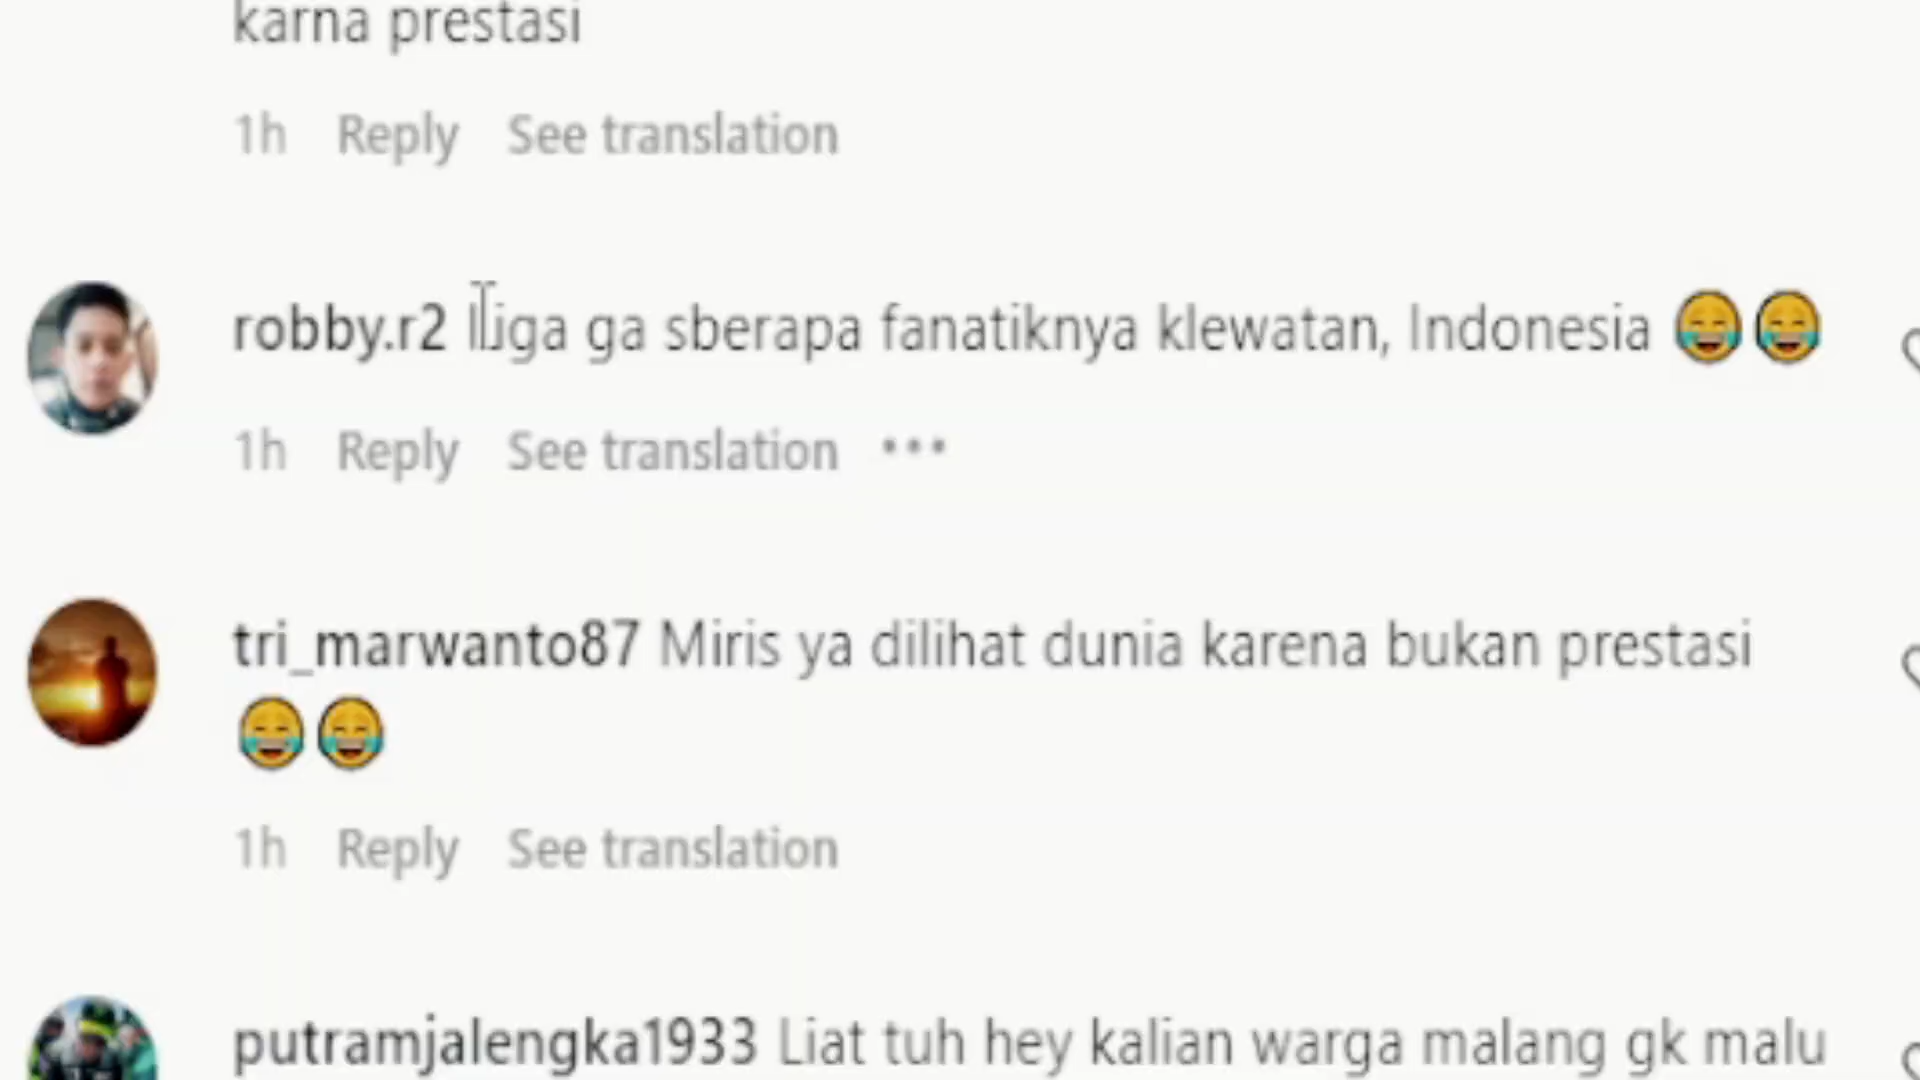 karna prestasi
1h Reply See translation
robby.r2 liga ga sberapa fanatiknya klewatan, Indonesia 😂😂
1h Reply See translation •••
tri_marwanto87 Miris ya dilihat dunia karena bukan prestasi
😂😂
1h Reply See translation
putramjalengka1933 Liat tuh hey kalian warga malang gk malu